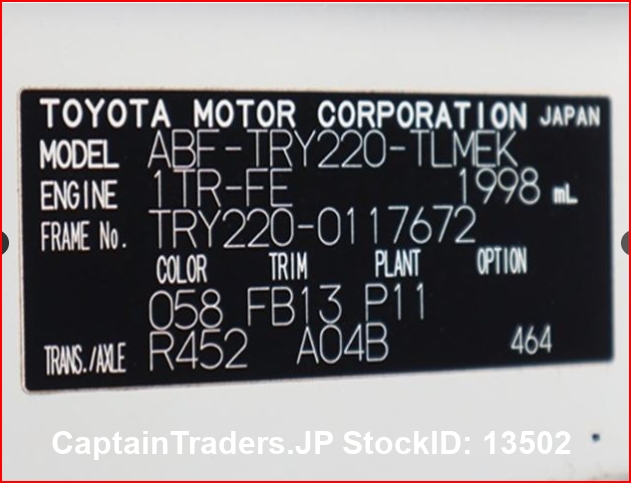 TOYOTA MOTOR CORPORATION JAPAN
MODEL ABF-TRY220-TLMEK
ENGINE 1TR-FE 1998 mL
FRAME No. TRY220-0117672
COLOR TRIM PLANT OPTION
058 FB13 P11
TRANS./AXLE R452 A04B 464
CaptainTraders.JP StockID: 13502